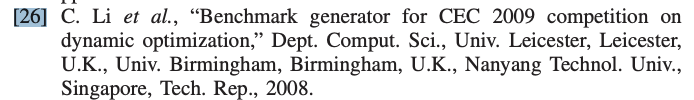 [26] C. Li et al., “Benchmark generator for CEC 2009 competition on
dynamic optimization,” Dept. Comput. Sci., Univ. Leicester, Leicester,
U.K., Univ. Birmingham, Birmingham, U.K., Nanyang Technol. Univ.,
Singapore, Tech. Rep., 2008.